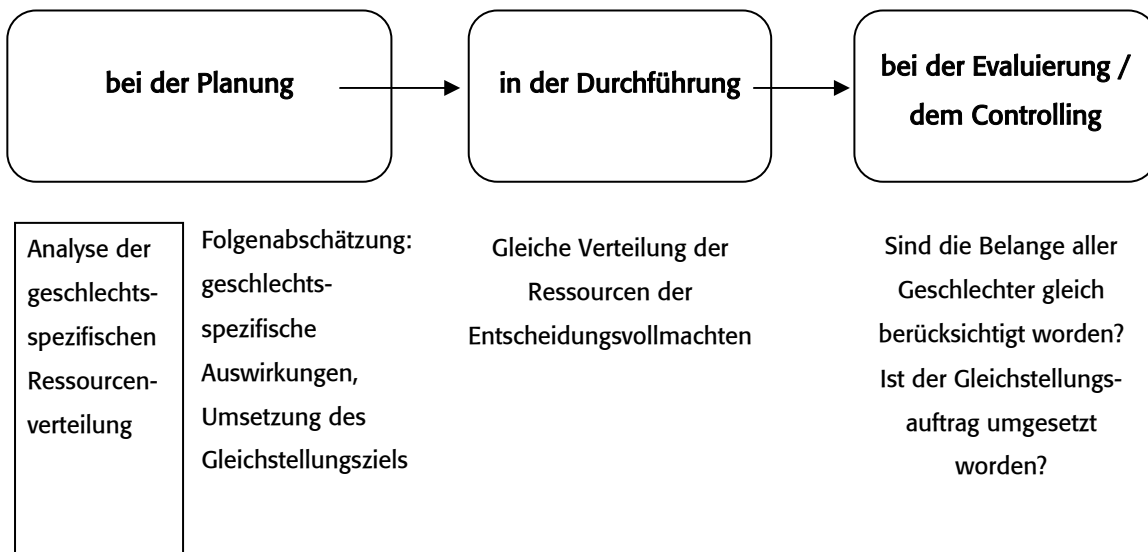 bei der Planung
in der Durchführung
bei der Evaluierung /
dem Controlling
Analyse der
geschlechts-
spezifischen
Ressourcen-
verteilung
Folgenabschätzung:
geschlechts-
spezifische
Auswirkungen,
Umsetzung des
Gleichstellungsziels
Gleiche Verteilung der
Ressourcen der
Entscheidungsvollmachten
Sind die Belange aller
Geschlechter gleich
berücksichtigt worden?
Ist der Gleichstellungs-
auftrag umgesetzt
worden?